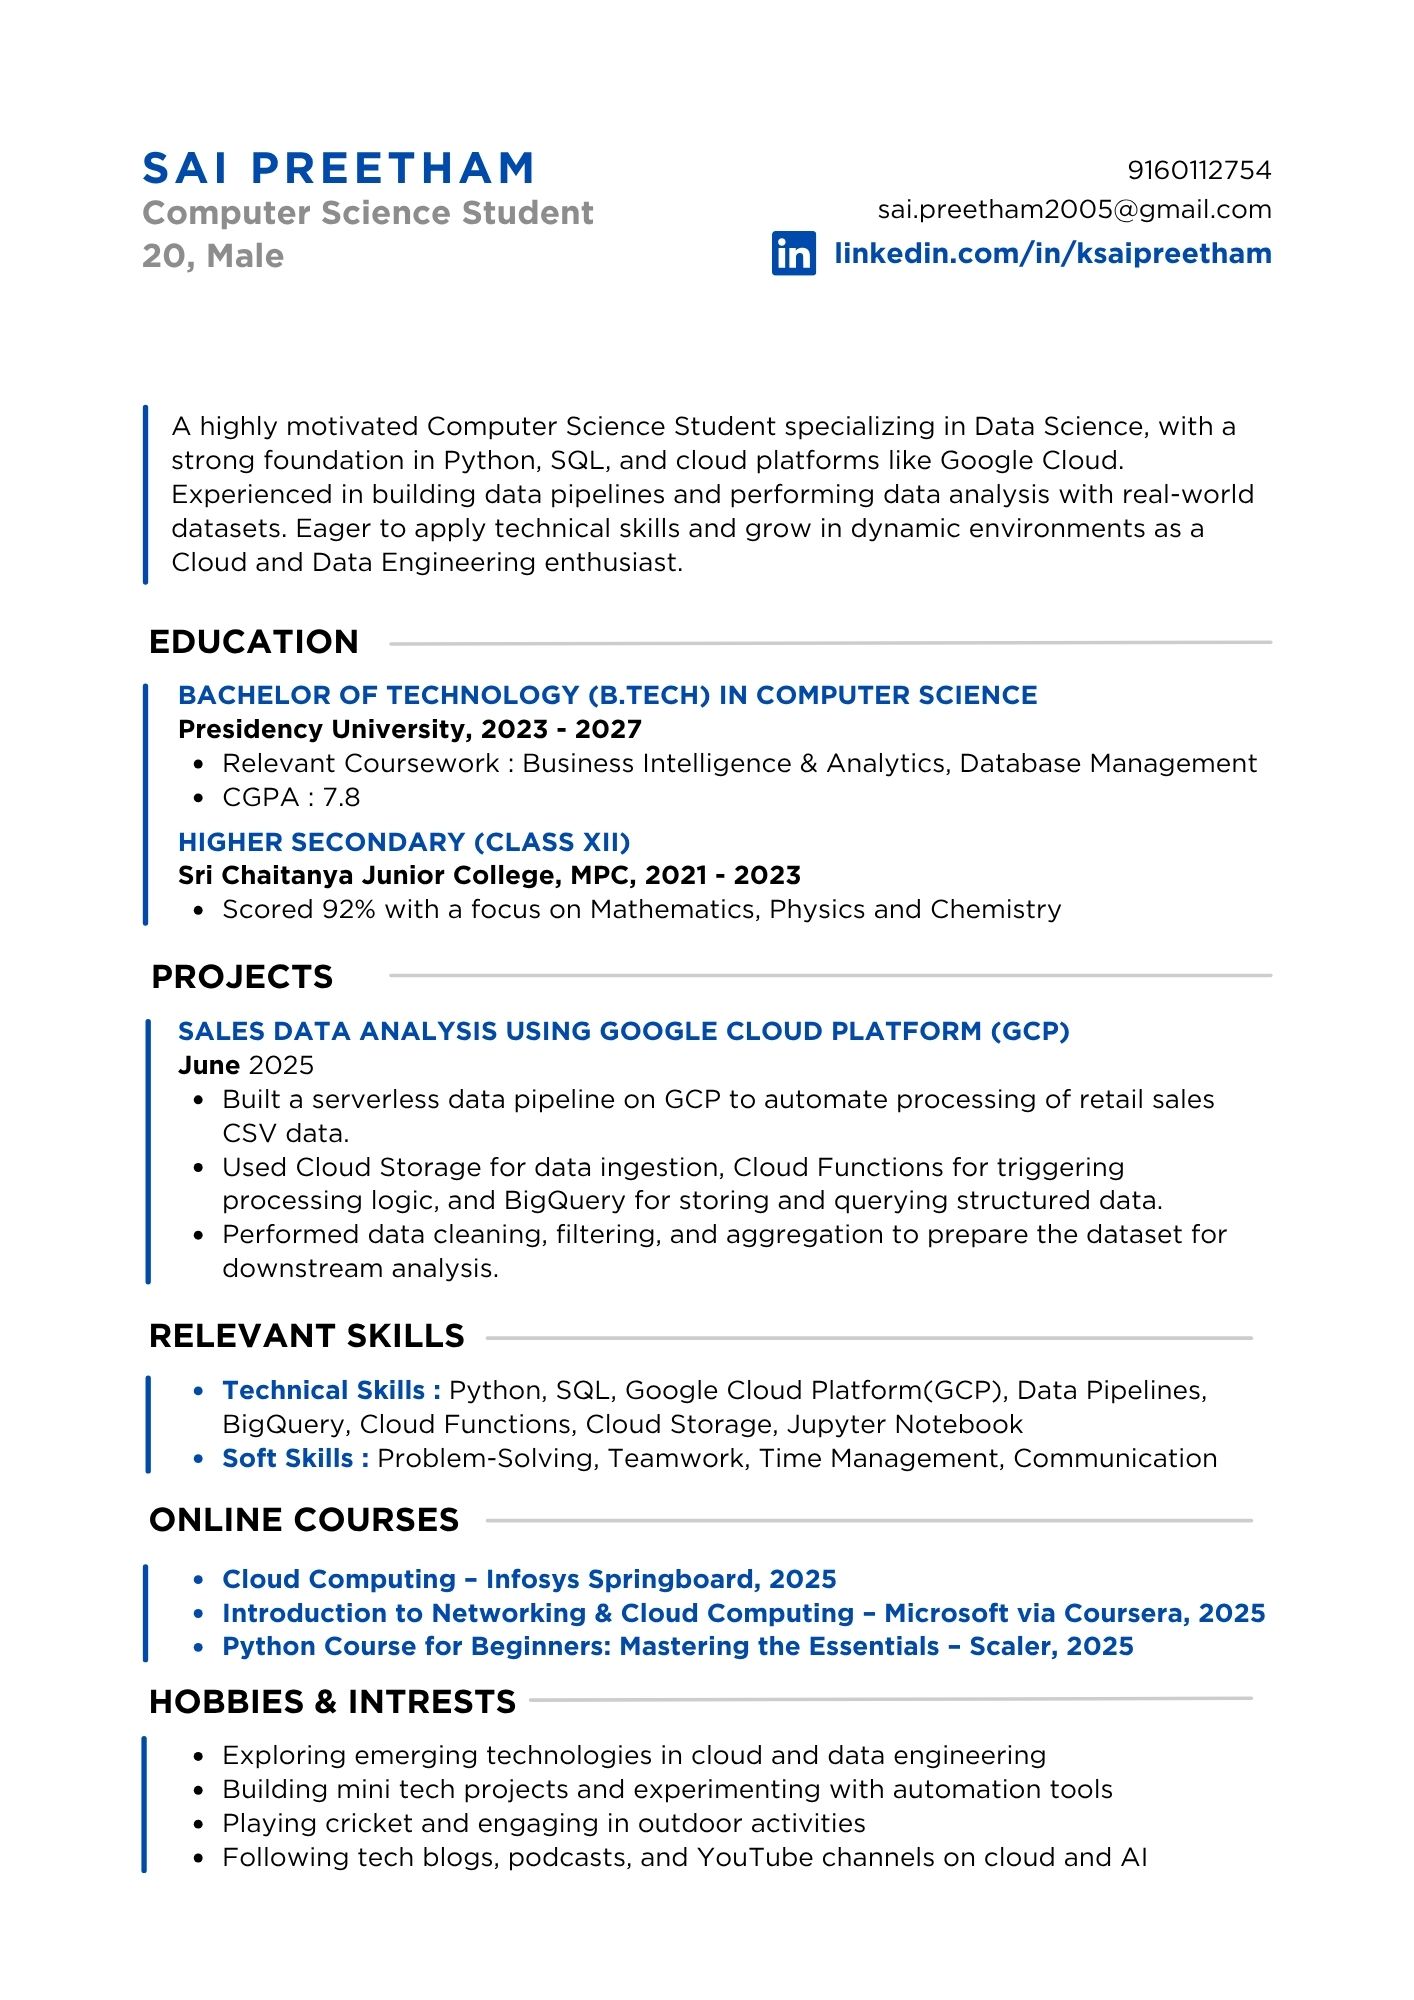 SAI PREETHAM
Computer Science Student
20, Male
9160112754
sai.preetham2005@gmail.com
in linkedin.com/in/ksaipreetham
A highly motivated Computer Science Student specializing in Data Science, with a
strong foundation in Python, SQL, and cloud platforms like Google Cloud.
Experienced in building data pipelines and performing data analysis with real-world
datasets. Eager to apply technical skills and grow in dynamic environments as a
Cloud and Data Engineering enthusiast.
EDUCATION
BACHELOR OF TECHNOLOGY (B.TECH) IN COMPUTER SCIENCE
Presidency University, 2023 - 2027
• Relevant Coursework : Business Intelligence & Analytics, Database Management
• CGPA : 7.8
HIGHER SECONDARY (CLASS XII)
Sri Chaitanya Junior College, MPC, 2021 - 2023
• Scored 92% with a focus on Mathematics, Physics and Chemistry
PROJECTS
SALES DATA ANALYSIS USING GOOGLE CLOUD PLATFORM (GCP)
June 2025
• Built a serverless data pipeline on GCP to automate processing of retail sales
CSV data.
• Used Cloud Storage for data ingestion, Cloud Functions for triggering
processing logic, and BigQuery for storing and querying structured data.
• Performed data cleaning, filtering, and aggregation to prepare the dataset for
downstream analysis.
RELEVANT SKILLS
• Technical Skills : Python, SQL, Google Cloud Platform(GCP), Data Pipelines,
BigQuery, Cloud Functions, Cloud Storage, Jupyter Notebook
• Soft Skills : Problem-Solving, Teamwork, Time Management, Communication
ONLINE COURSES
• Cloud Computing – Infosys Springboard, 2025
• Introduction to Networking & Cloud Computing – Microsoft via Coursera, 2025
• Python Course for Beginners: Mastering the Essentials – Scaler, 2025
HOBBIES & INTRESTS
• Exploring emerging technologies in cloud and data engineering
• Building mini tech projects and experimenting with automation tools
• Playing cricket and engaging in outdoor activities
• Following tech blogs, podcasts, and YouTube channels on cloud and AI